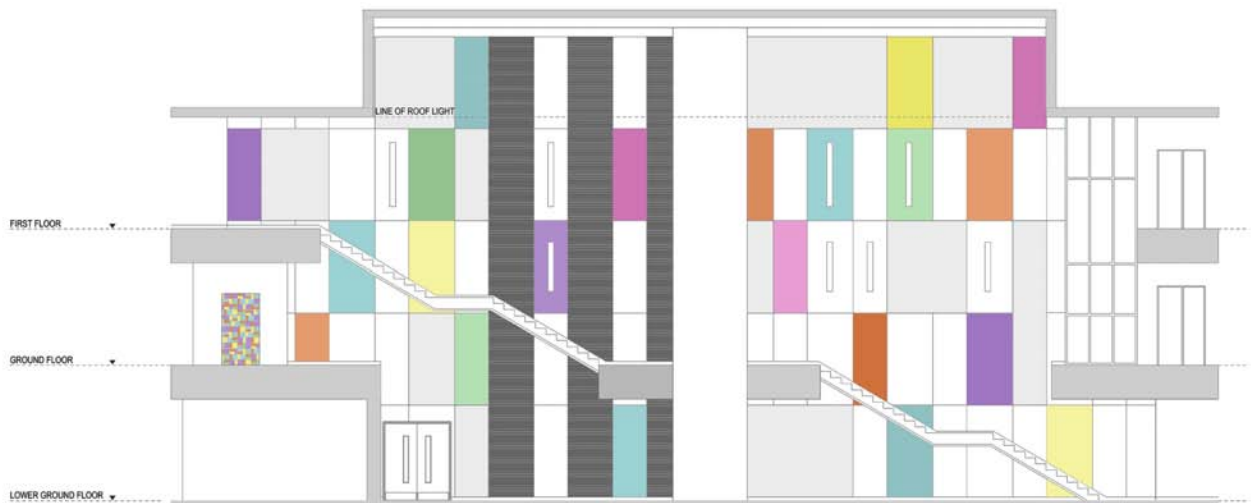 LINE OF ROOF LIGHT
FIRST FLOOR
GROUND FLOOR
LOWER GROUND FLOOR